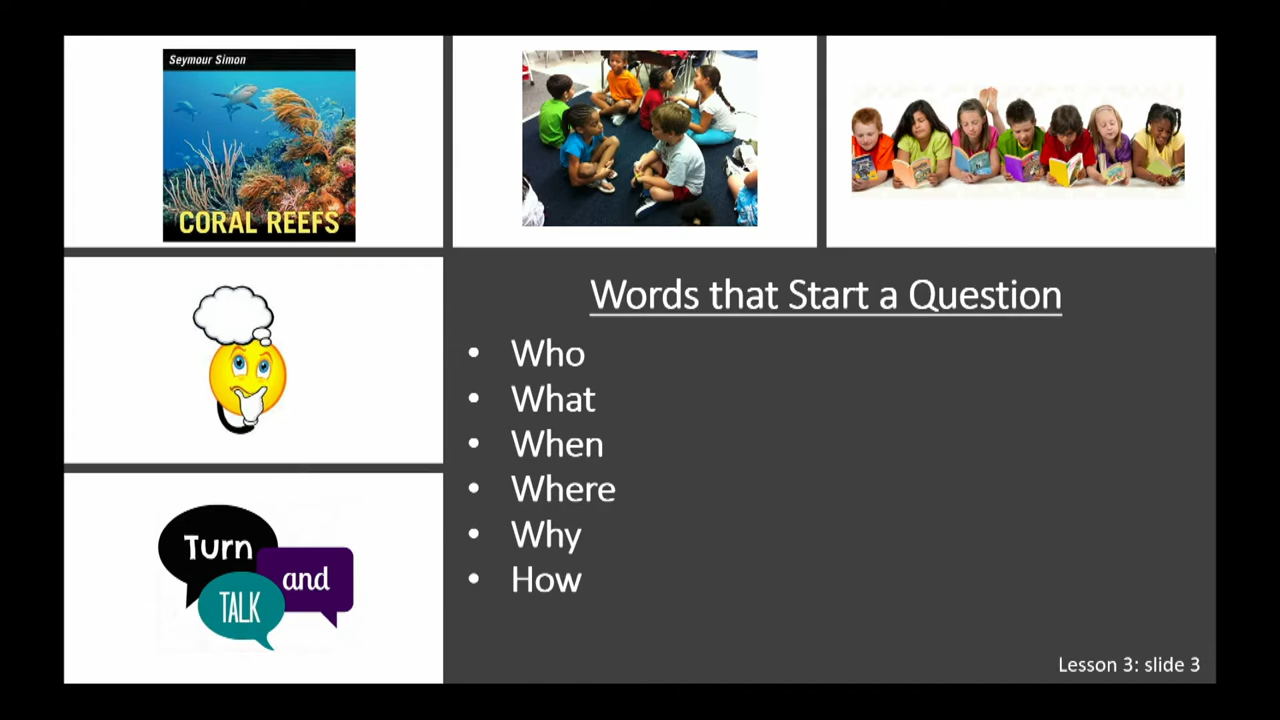 Seymour Simon
CORAL REEFS
Words that Start a Question
• Who
• What
• When
• Where
• Why
• How
Turn
and
TALK
Lesson 3: slide 3